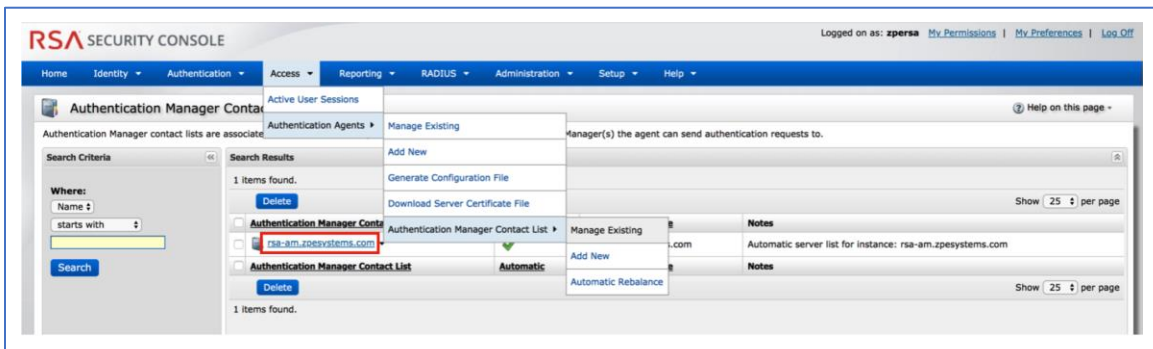 RSA SECURITY CONSOLE
Logged on as: zpersa My Permissions | My Preferences | Log Off
Home Identity Authentication Access Reporting RADIUS Administration Setup Help
Authentication Manager Conta
Help on this page
Authentication Manager contact lists are associate
Manager(s) the agent can send authentication requests to.
Active User Sessions
Authentication Agents
Manage Existing
Add New
Generate Configuration File
Download Server Certificate File
Authentication Manager Contact List
Manage Existing
Add New
Automatic Rebalance
Search Criteria
Where:
Name
starts with
Search
Search Results
1 items found.
Delete
Show 25 per page
Authentication Manager Conta
Notes
rsa-am.zpesystems.com
s.com
Automatic server list for instance: rsa-am.zpesystems.com
Authentication Manager Contact List Automatic Notes
Delete
Show 25 per page
1 items found.